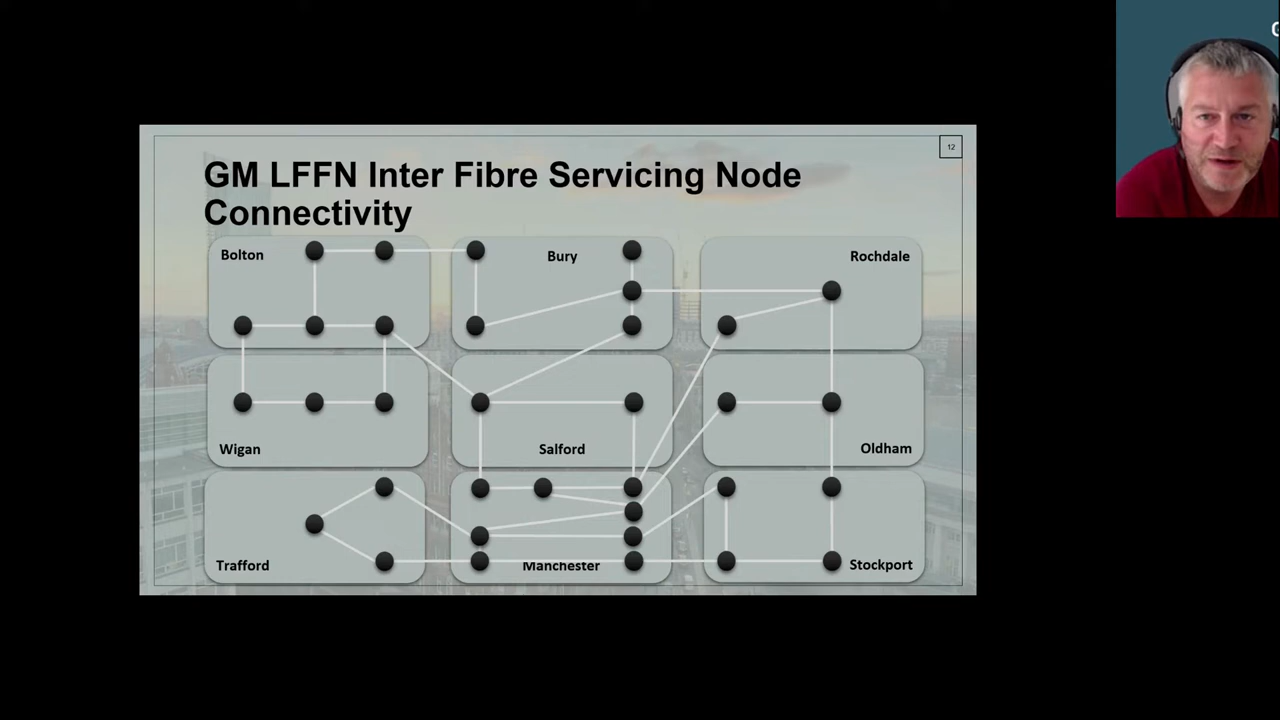 12
GM LFFN Inter Fibre Servicing Node
Connectivity
Bolton
Bury
Rochdale
Wigan
Salford
Oldham
Trafford
Manchester
Stockport